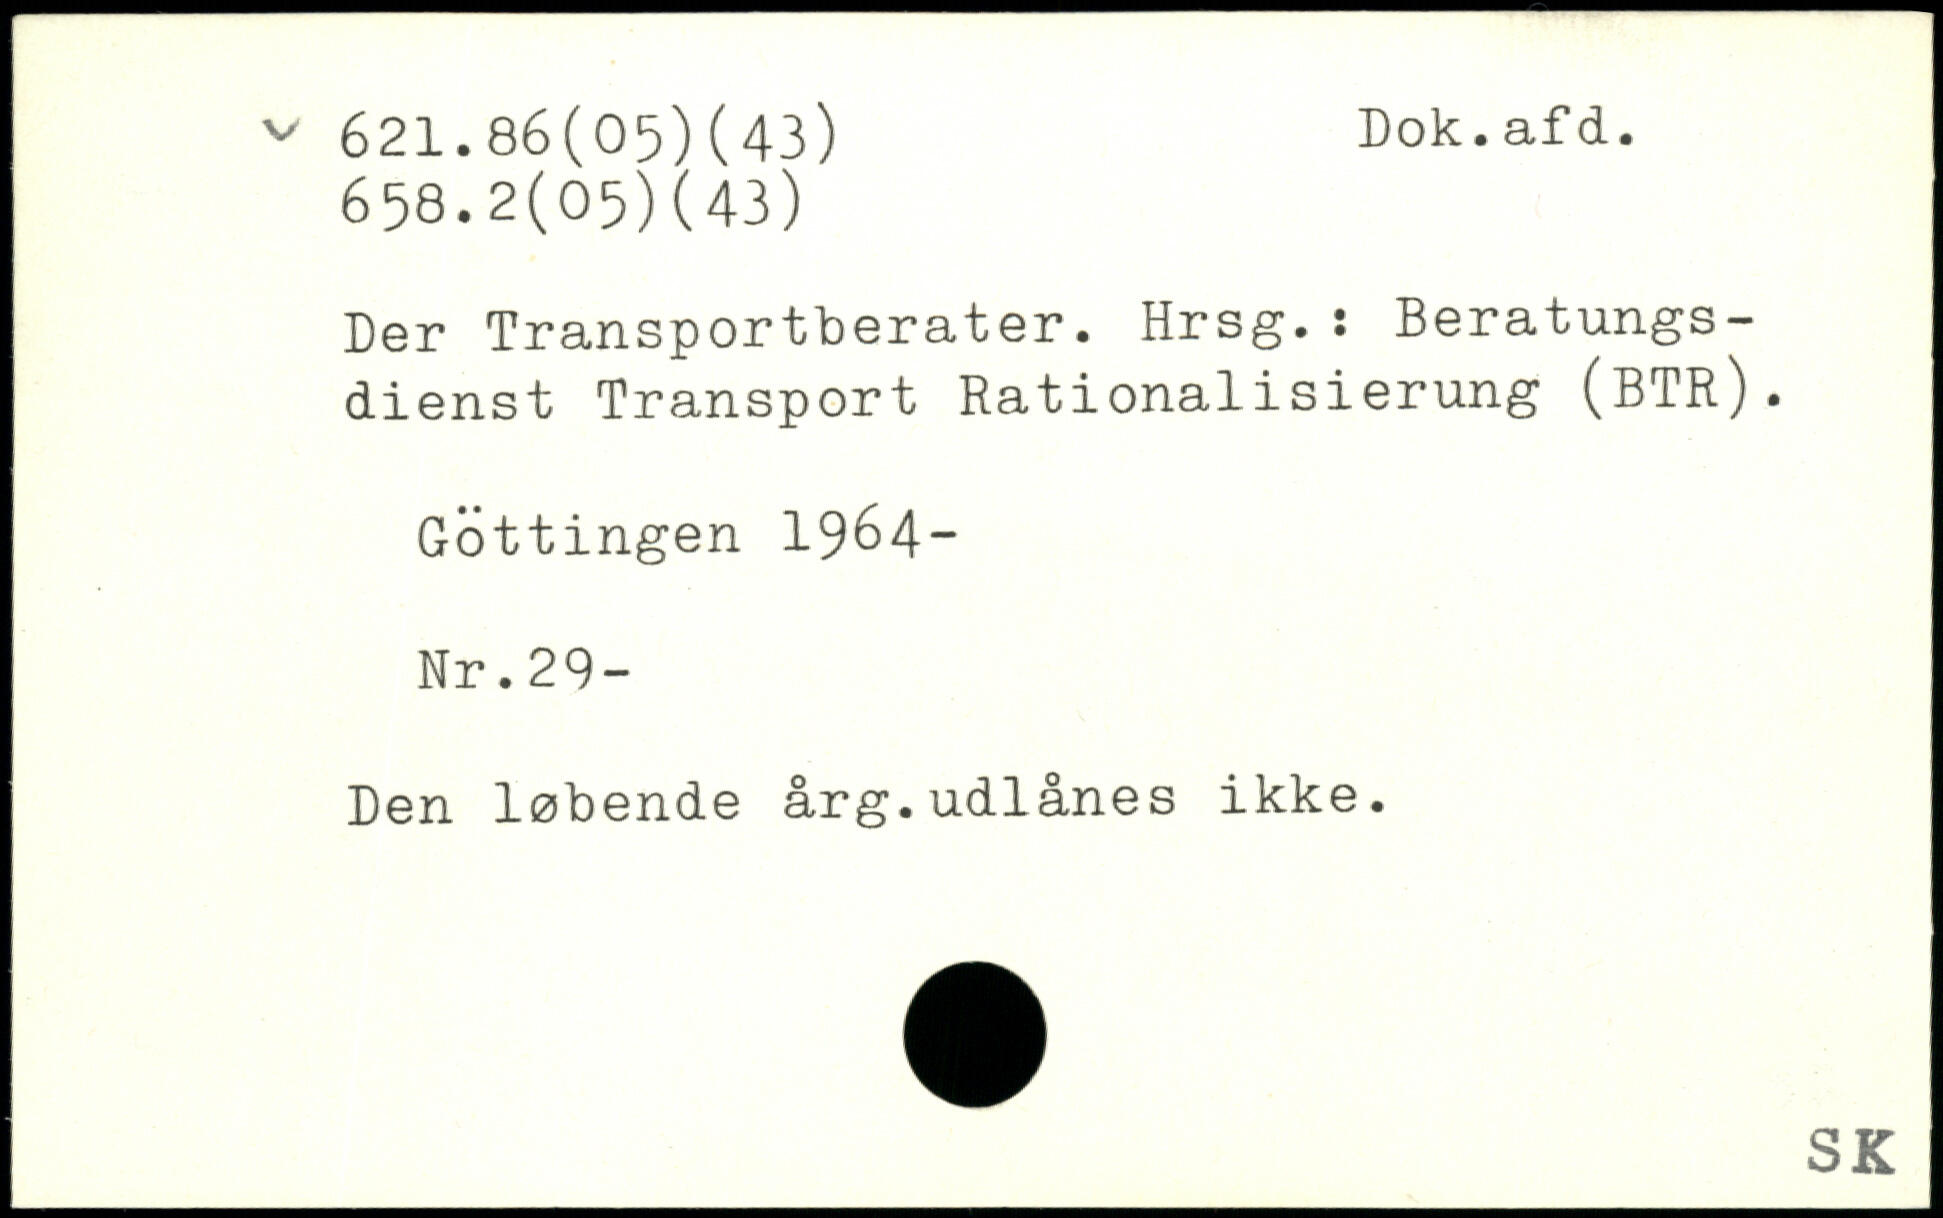 621.86(05)(43) Dok.afd.
658.2(05)(43)
Der Transportberater. Hrsg.: Beratungs-
dienst Transport Rationalisierung (BTR).
Göttingen 1964-
Nr.29-
Den løbende årg.udlånes ikke.
SK